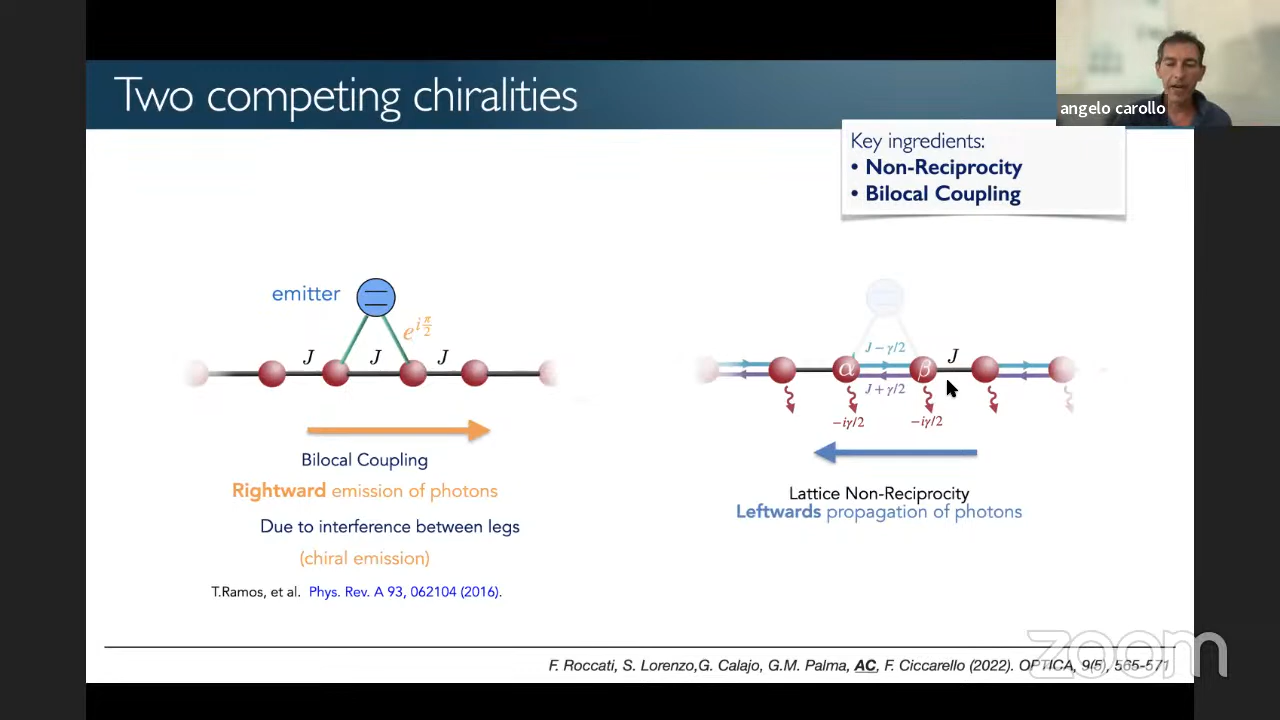 Two competing chiralities
angelo carollo
Key ingredients:
• Non-Reciprocity
• Bilocal Coupling
emitter
e^{iπ/2}
J
J
J
J − γ/2
J
α
β
J + γ/2
−iγ/2
−iγ/2
Bilocal Coupling
Rightward emission of photons
Due to interference between legs
(chiral emission)
T.Ramos, et al. Phys. Rev. A 93, 062104 (2016).
Lattice Non-Reciprocity
Leftwards propagation of photons
zoom
F. Roccati, S. Lorenzo,G. Calajo, G.M. Palma, AC, F. Ciccarello (2022). OPTICA, 9(5), 565-571